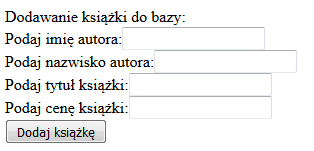 Dodawanie książki do bazy:
Podaj imię autora:
Podaj nazwisko autora:
Podaj tytuł książki:
Podaj cenę książki:
Dodaj książkę